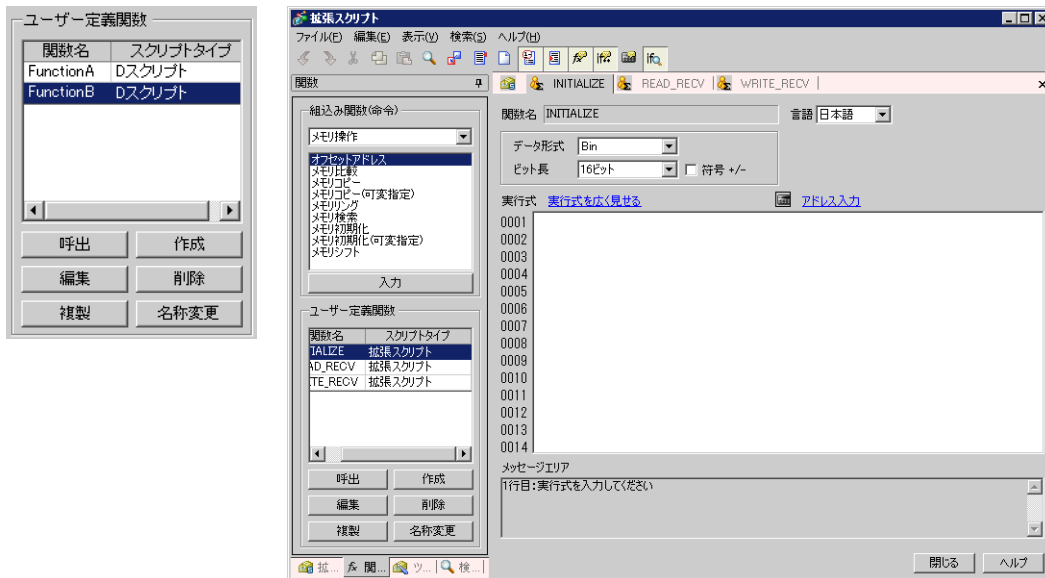 ユーザー定義関数
関数名 スクリプトタイプ
FunctionA Dスクリプト
FunctionB Dスクリプト
呼出 作成
編集 削除
複製 名称変更
拡張スクリプト
ファイル(F) 編集(E) 表示(V) 検索(S) ヘルプ(H)
関数
組込み関数(命令)
メモリ操作
オフセットアドレス
メモリ比較
メモリコピー
メモリコピー(可変指定)
メモリリング
メモリ検索
メモリ初期化
メモリ初期化(可変指定)
メモリシフト
入力
ユーザー定義関数
関数名 スクリプトタイプ
TIALIZE 拡張スクリプト
AD_RECV 拡張スクリプト
TE_RECV 拡張スクリプト
呼出 作成
編集 削除
複製 名称変更
拡... 関... ツ... 検...
INITIALIZE READ_RECV WRITE_RECV
関数名 INITIALIZE 言語 日本語
データ形式 Bin
ビット長 16ビット 符号 +/-
実行式 実行式を広く見せる アドレス入力
0001
0002
0003
0004
0005
0006
0007
0008
0009
0010
0011
0012
0013
0014
メッセージエリア
1行目:実行式を入力してください
閉じる ヘルプ